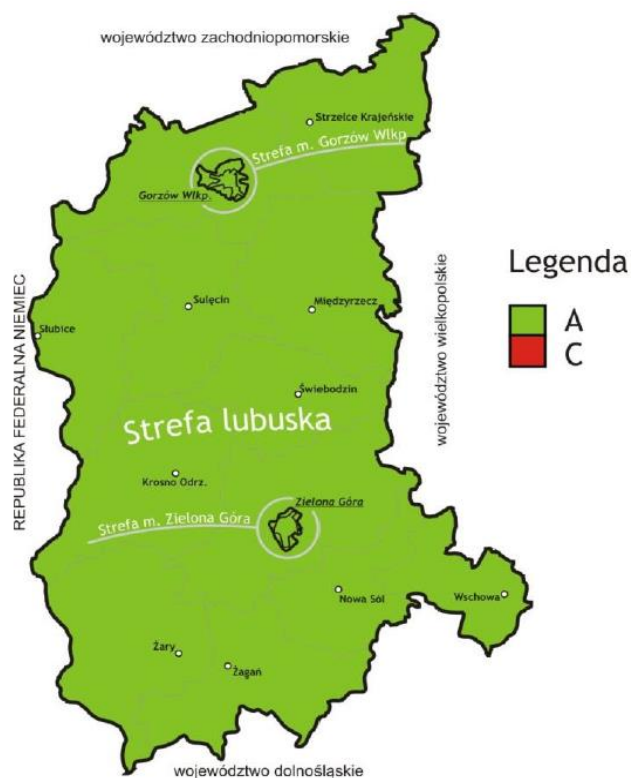 województwo zachodniopomorskie
Strzelce Krajeńskie
Strefa m. Gorzów Wlkp
Gorzów Wlkp.
REPUBLIKA FEDERALNA NIEMIEC
województwo wielkopolskie
Legenda
A
C
Sulęcin
Międzyrzecz
Słubice
Świebodzin
Strefa lubuska
Krosno Odrz.
Zielona Góra
Strefa m. Zielona Góra
Nowa Sól
Wschowa
Żary
Żagań
województwo dolnośląskie